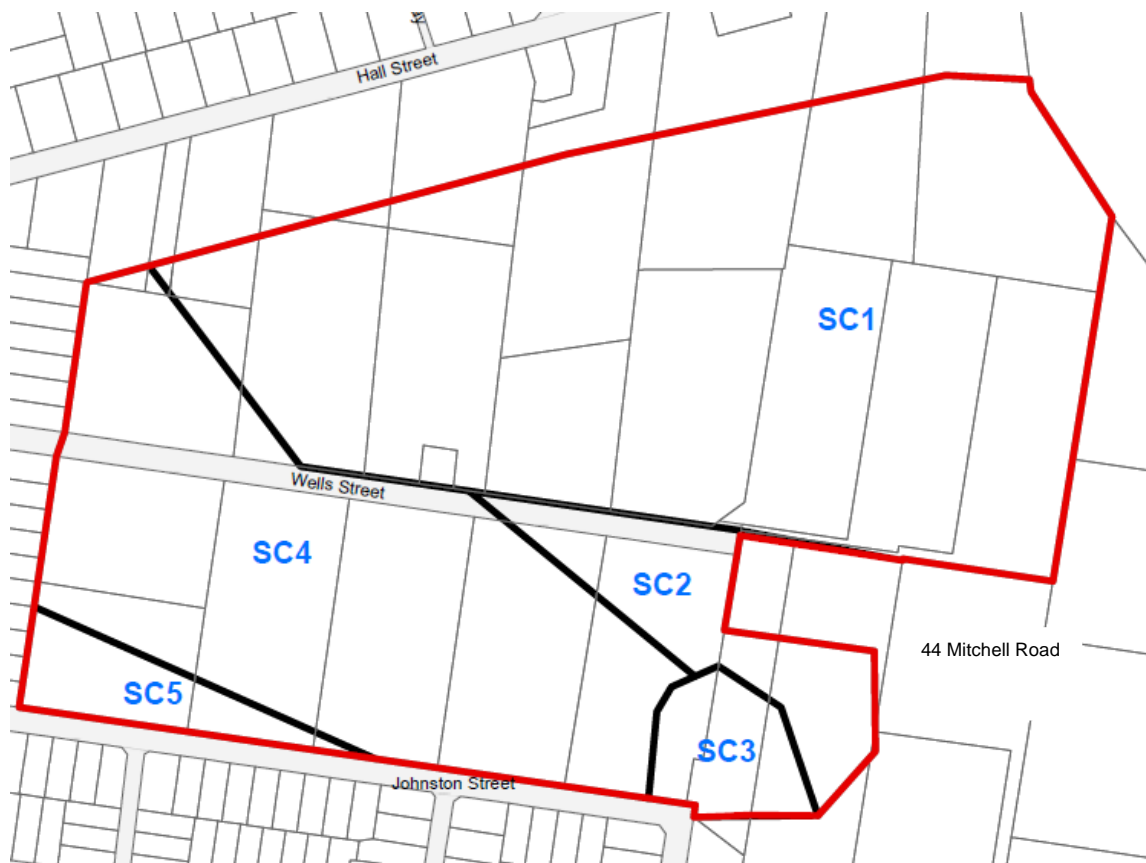 Hall Street
SC1
Wells Street
SC4
SC2
44 Mitchell Road
SC5
SC3
Johnston Street